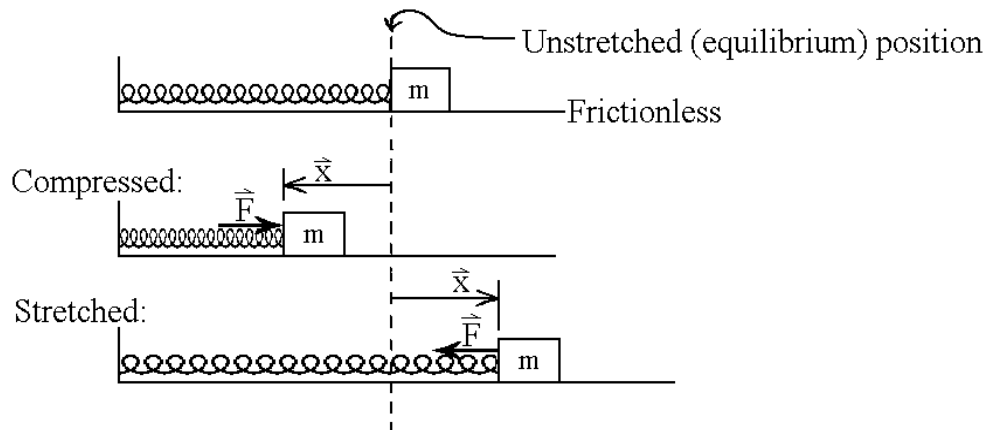 Unstretched (equilibrium) position
m
Frictionless
Compressed:
x⃗
F⃗
m
x⃗
Stretched:
F⃗
m